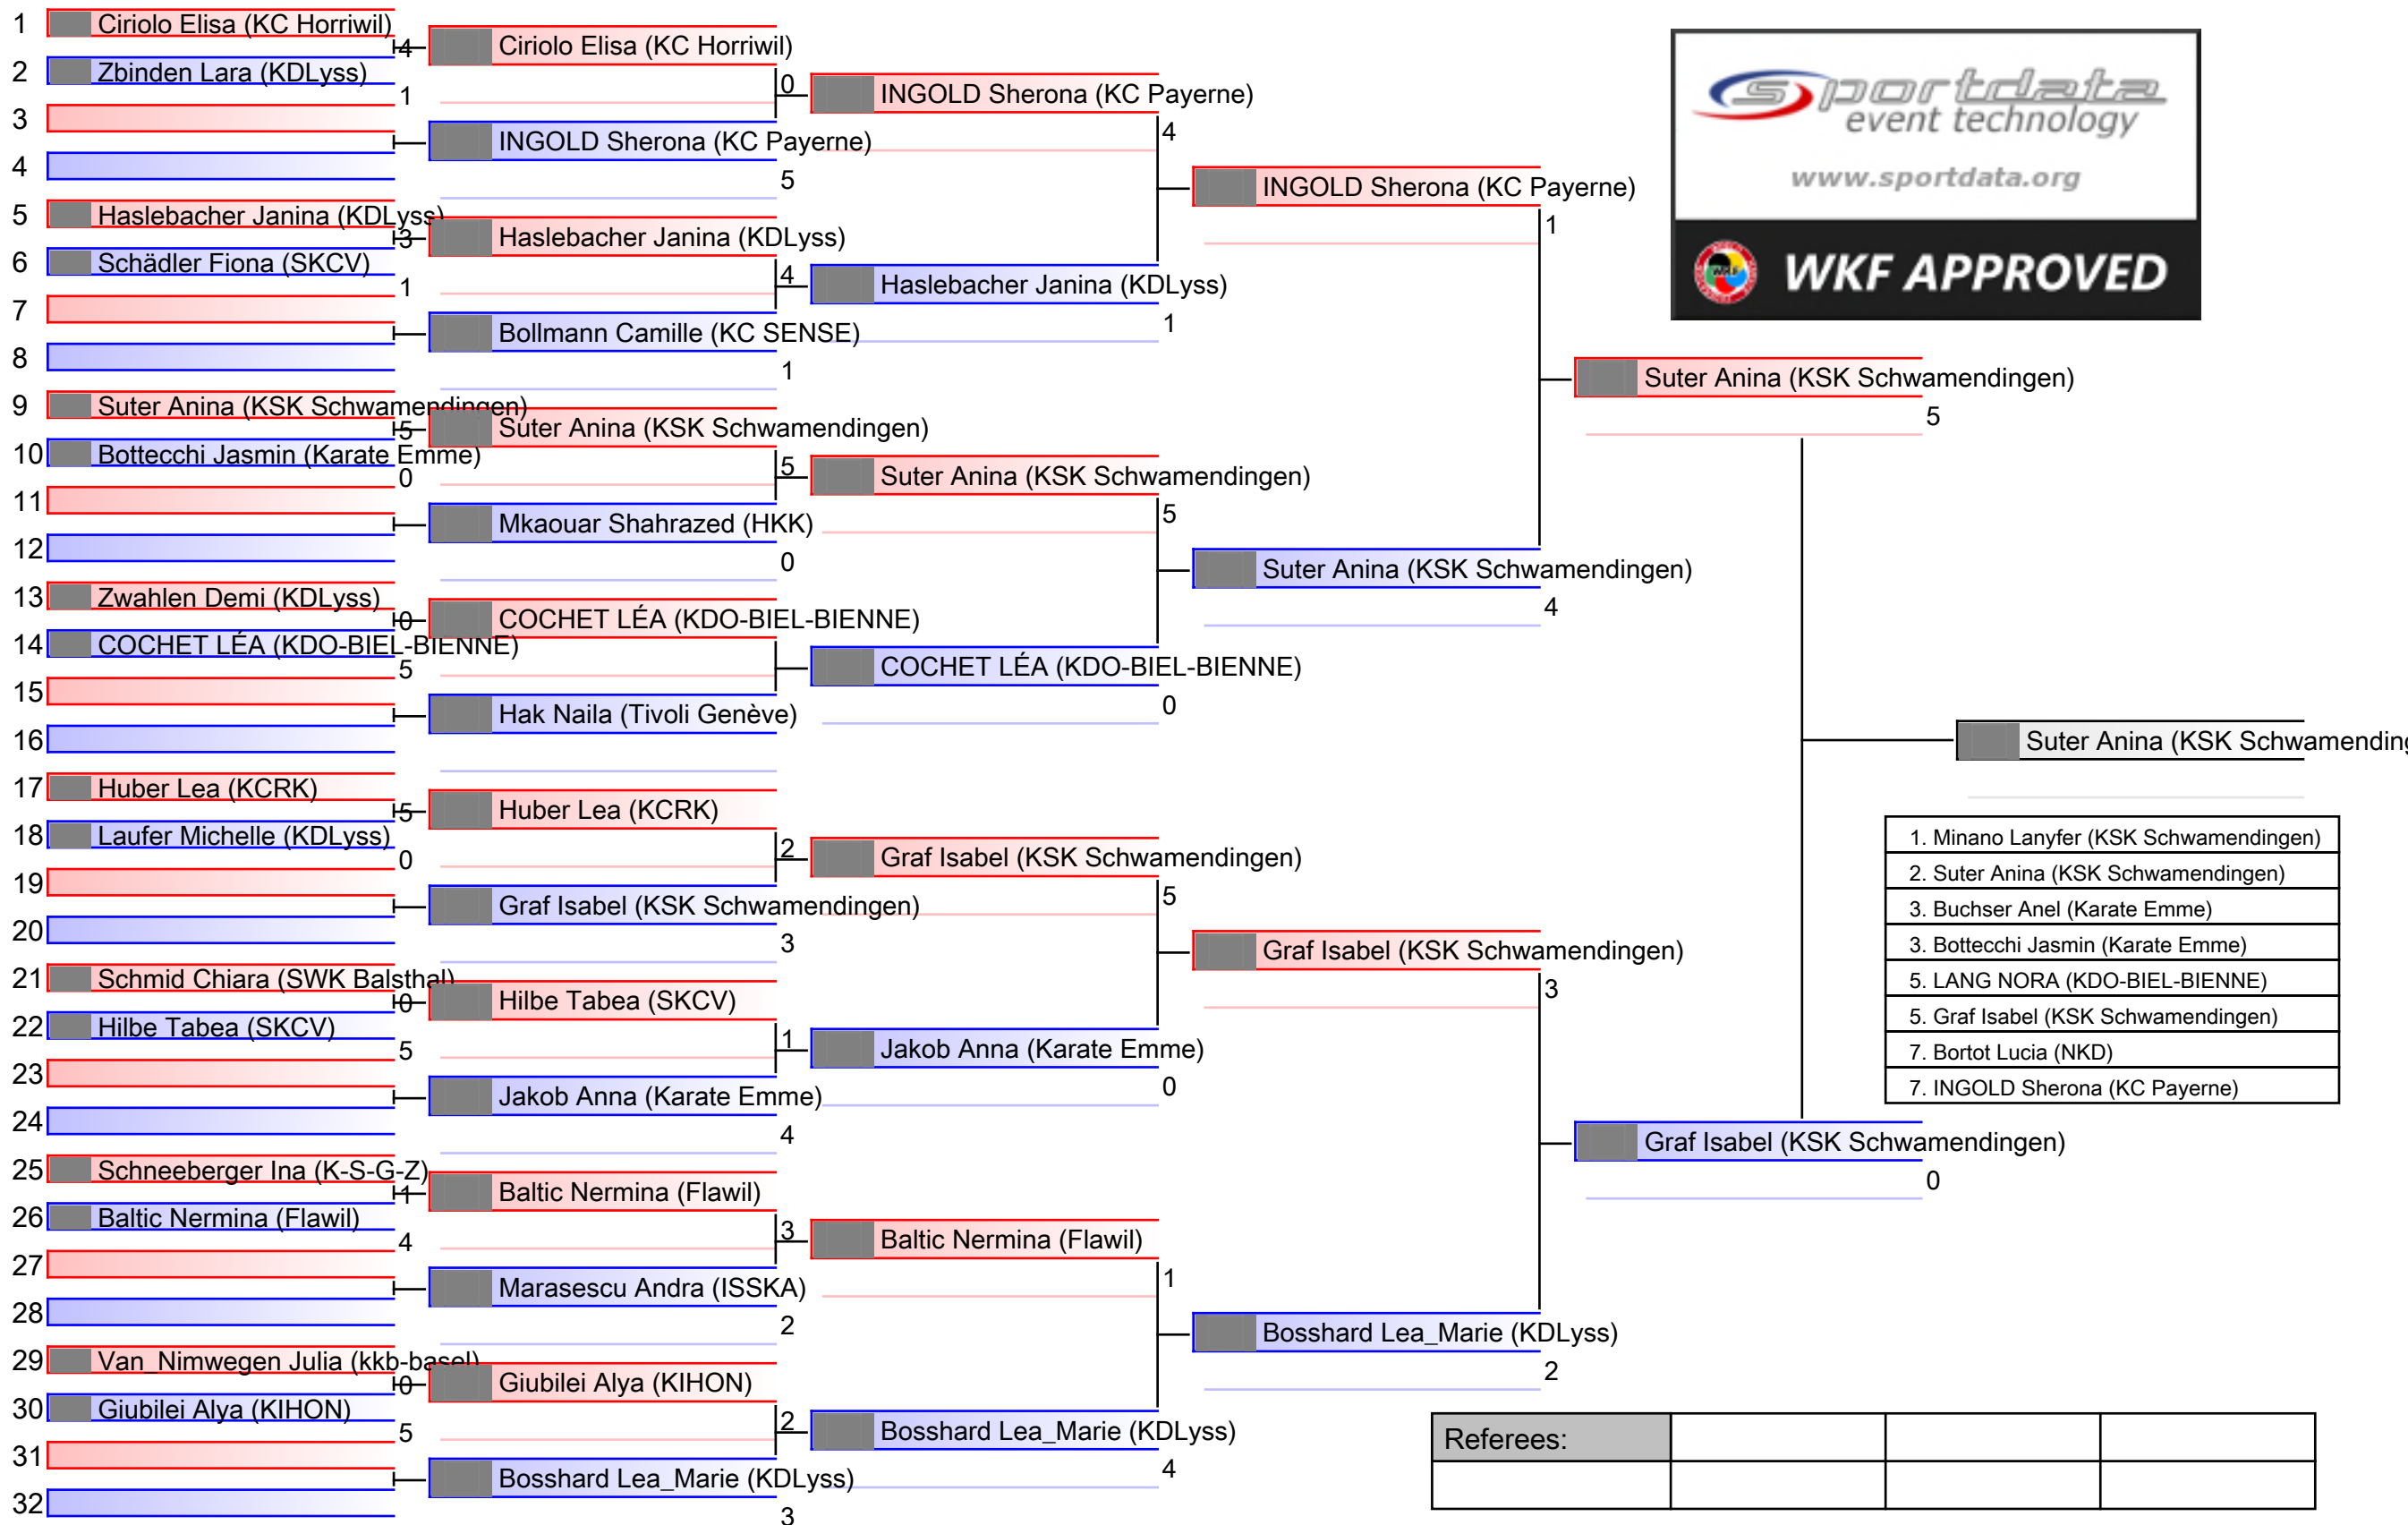 1 Ciriolo Elisa (KC Horriwil)
4
2 Zbinden Lara (KDLyss)
1
3
4
5 Haslebacher Janina (KDLyss)
3
6 Schädler Fiona (SKCV)
1
7
8
9 Suter Anina (KSK Schwamendingen)
5
10 Bottecchi Jasmin (Karate Emme)
0
11
12
13 Zwahlen Demi (KDLyss)
0
14 COCHET LÉA (KDO-BIEL-BIENNE)
5
15
16
17 Huber Lea (KCRK)
5
18 Laufer Michelle (KDLyss)
0
19
20
21 Schmid Chiara (SWK Balsthal)
0
22 Hilbe Tabea (SKCV)
5
23
24
25 Schneeberger Ina (K-S-G-Z)
1
26 Baltic Nermina (Flawil)
4
27
28
29 Van_Nimwegen Julia (kkb-basel)
0
30 Giubilei Alya (KIHON)
5
31
32
Ciriolo Elisa (KC Horriwil)
0
INGOLD Sherona (KC Payerne)
5
Haslebacher Janina (KDLyss)
4
Bollmann Camille (KC SENSE)
1
Suter Anina (KSK Schwamendingen)
5
Mkaouar Shahrazed (HKK)
0
COCHET LÉA (KDO-BIEL-BIENNE)
Hak Naila (Tivoli Genève)
Huber Lea (KCRK)
2
Graf Isabel (KSK Schwamendingen)
3
Hilbe Tabea (SKCV)
1
Jakob Anna (Karate Emme)
4
Baltic Nermina (Flawil)
3
Marasescu Andra (ISSKA)
2
Giubilei Alya (KIHON)
2
Bosshard Lea_Marie (KDLyss)
3
INGOLD Sherona (KC Payerne)
4
Haslebacher Janina (KDLyss)
1
Suter Anina (KSK Schwamendingen)
5
COCHET LÉA (KDO-BIEL-BIENNE)
0
Graf Isabel (KSK Schwamendingen)
5
Jakob Anna (Karate Emme)
0
Baltic Nermina (Flawil)
1
Bosshard Lea_Marie (KDLyss)
4
INGOLD Sherona (KC Payerne)
1
Suter Anina (KSK Schwamendingen)
4
Graf Isabel (KSK Schwamendingen)
3
Bosshard Lea_Marie (KDLyss)
2
Suter Anina (KSK Schwamendingen)
5
Graf Isabel (KSK Schwamendingen)
0
sportdata
event technology
www.sportdata.org
WKF
WKF APPROVED
Suter Anina (KSK Schwamending
1. Minano Lanyfer (KSK Schwamendingen)
2. Suter Anina (KSK Schwamendingen)
3. Buchser Anel (Karate Emme)
3. Bottecchi Jasmin (Karate Emme)
5. LANG NORA (KDO-BIEL-BIENNE)
5. Graf Isabel (KSK Schwamendingen)
7. Bortot Lucia (NKD)
7. INGOLD Sherona (KC Payerne)
Referees: